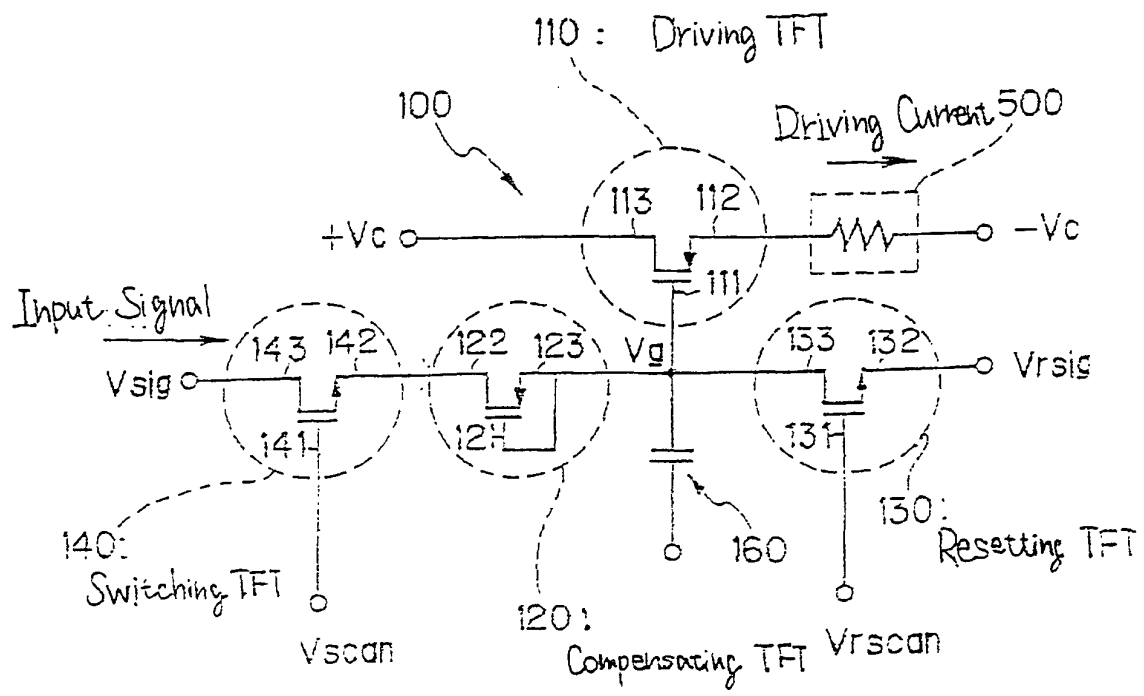 110: Driving TFT
100
Driving Current 500
113 112
+Vc
-Vc
111
Input Signal
143 142 122 123 Vg 133 132
Vsig
Vrsig
141 121 131
140:
Switching TFT
160
130:
Resetting TFT
120:
Compensating TFT
Vscan
Vrscan